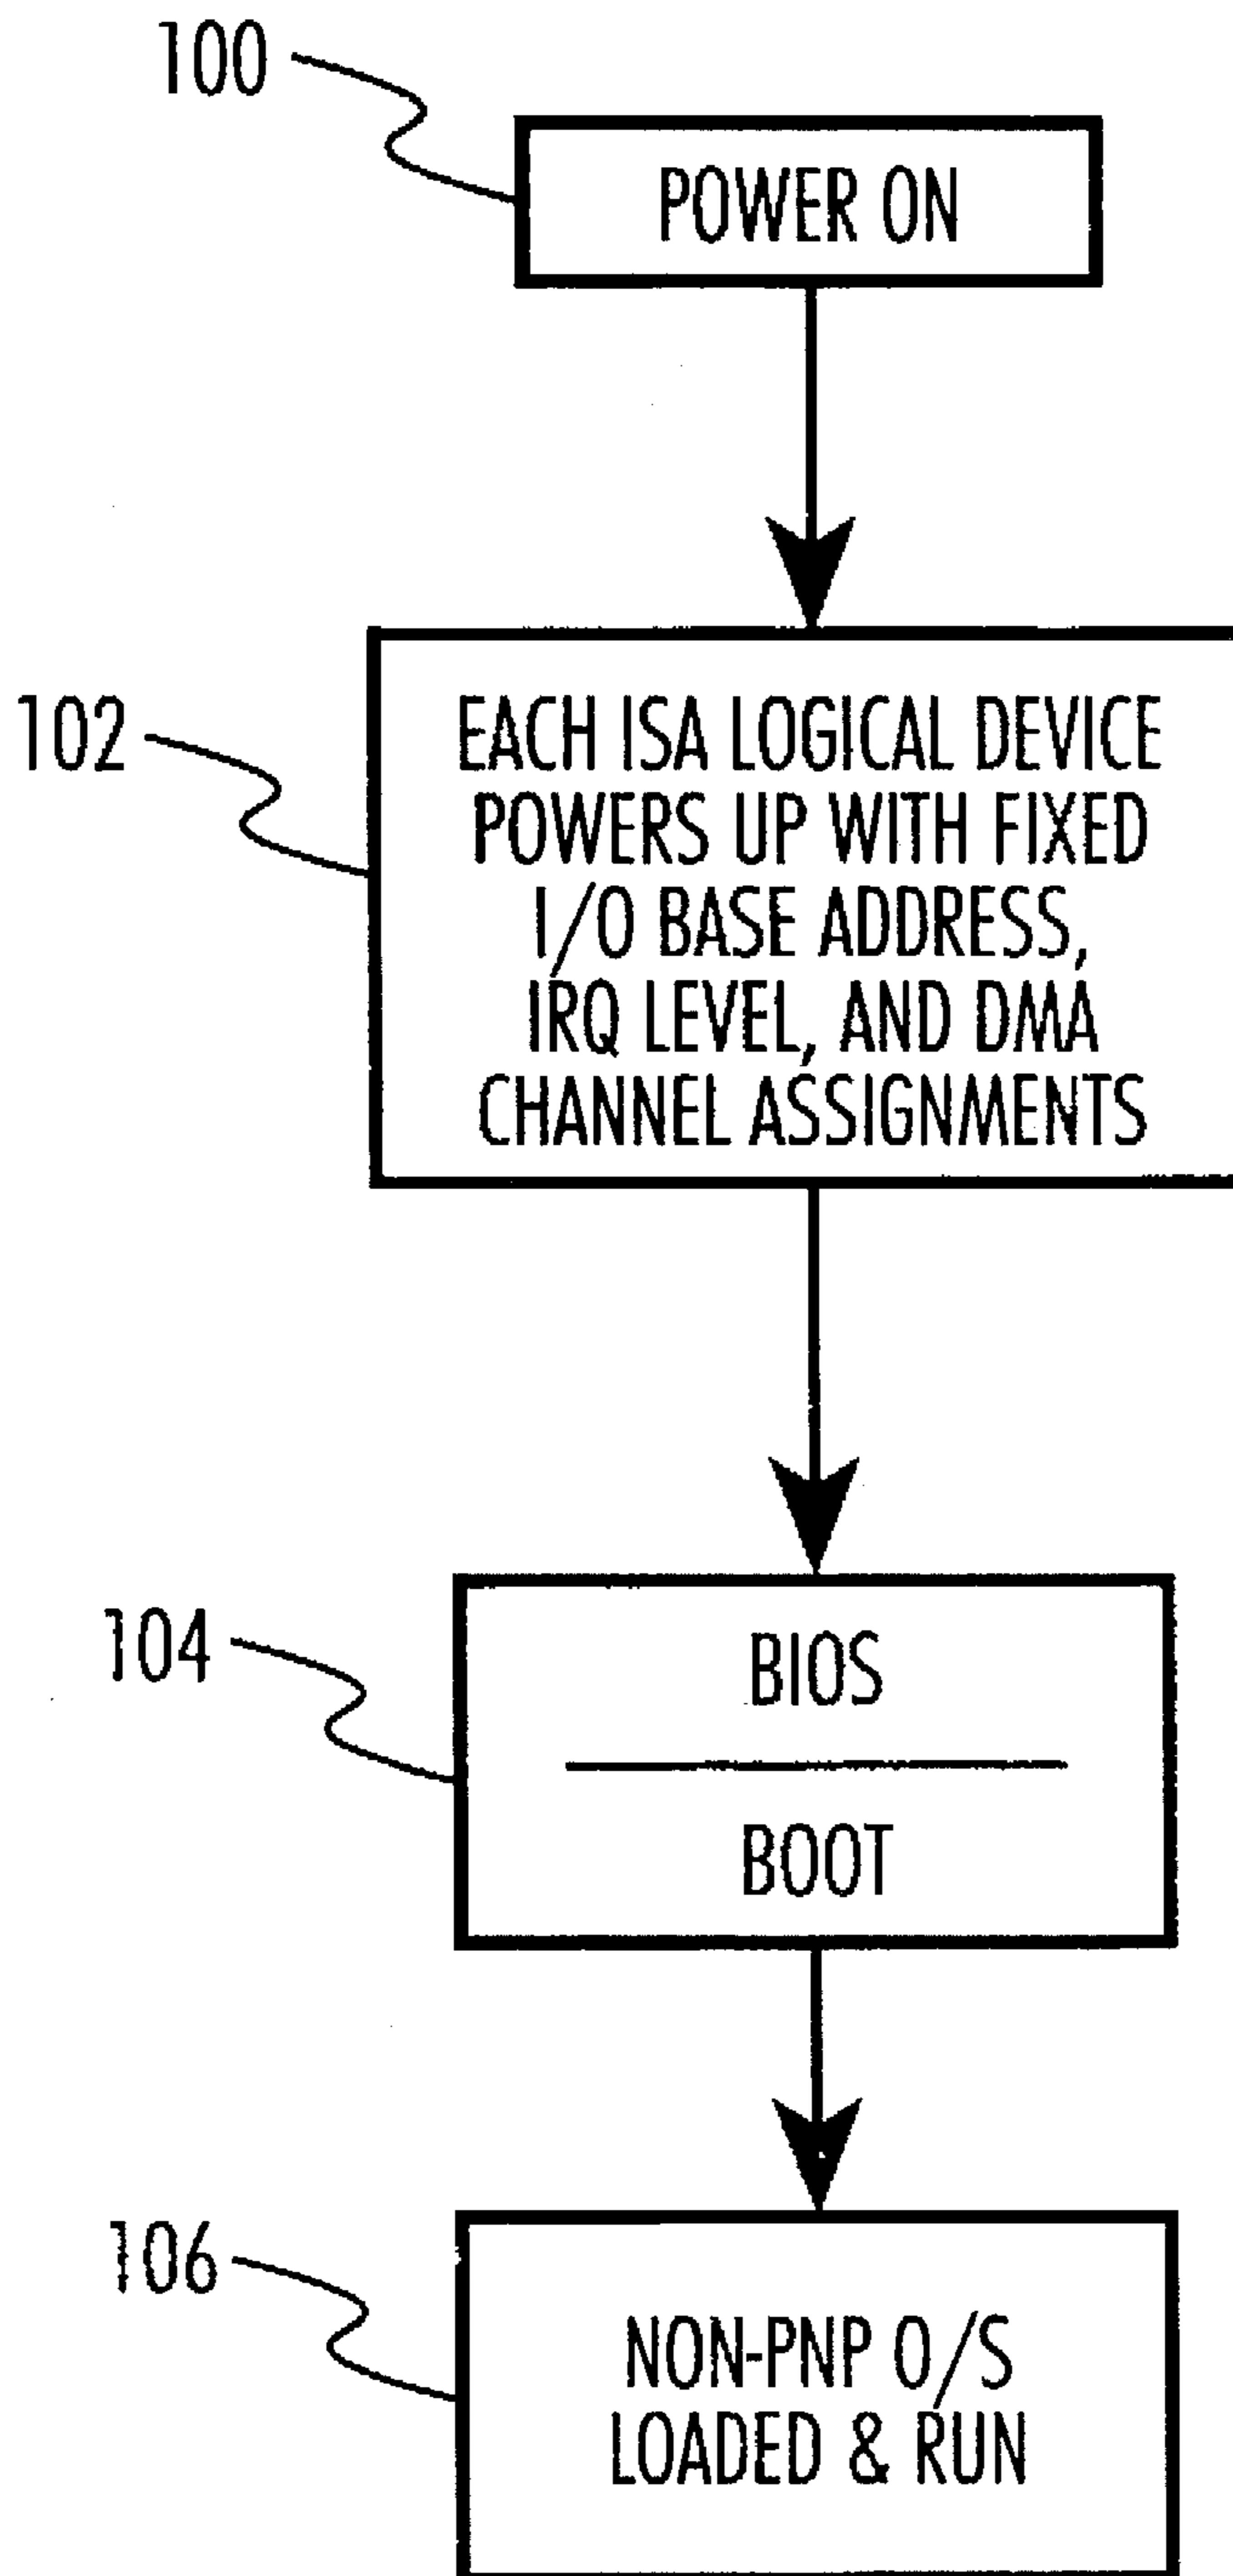 100
POWER ON
102
EACH ISA LOGICAL DEVICE
POWERS UP WITH FIXED
I/O BASE ADDRESS,
IRQ LEVEL, AND DMA
CHANNEL ASSIGNMENTS
104
BIOS
BOOT
106
NON-PNP O/S
LOADED & RUN